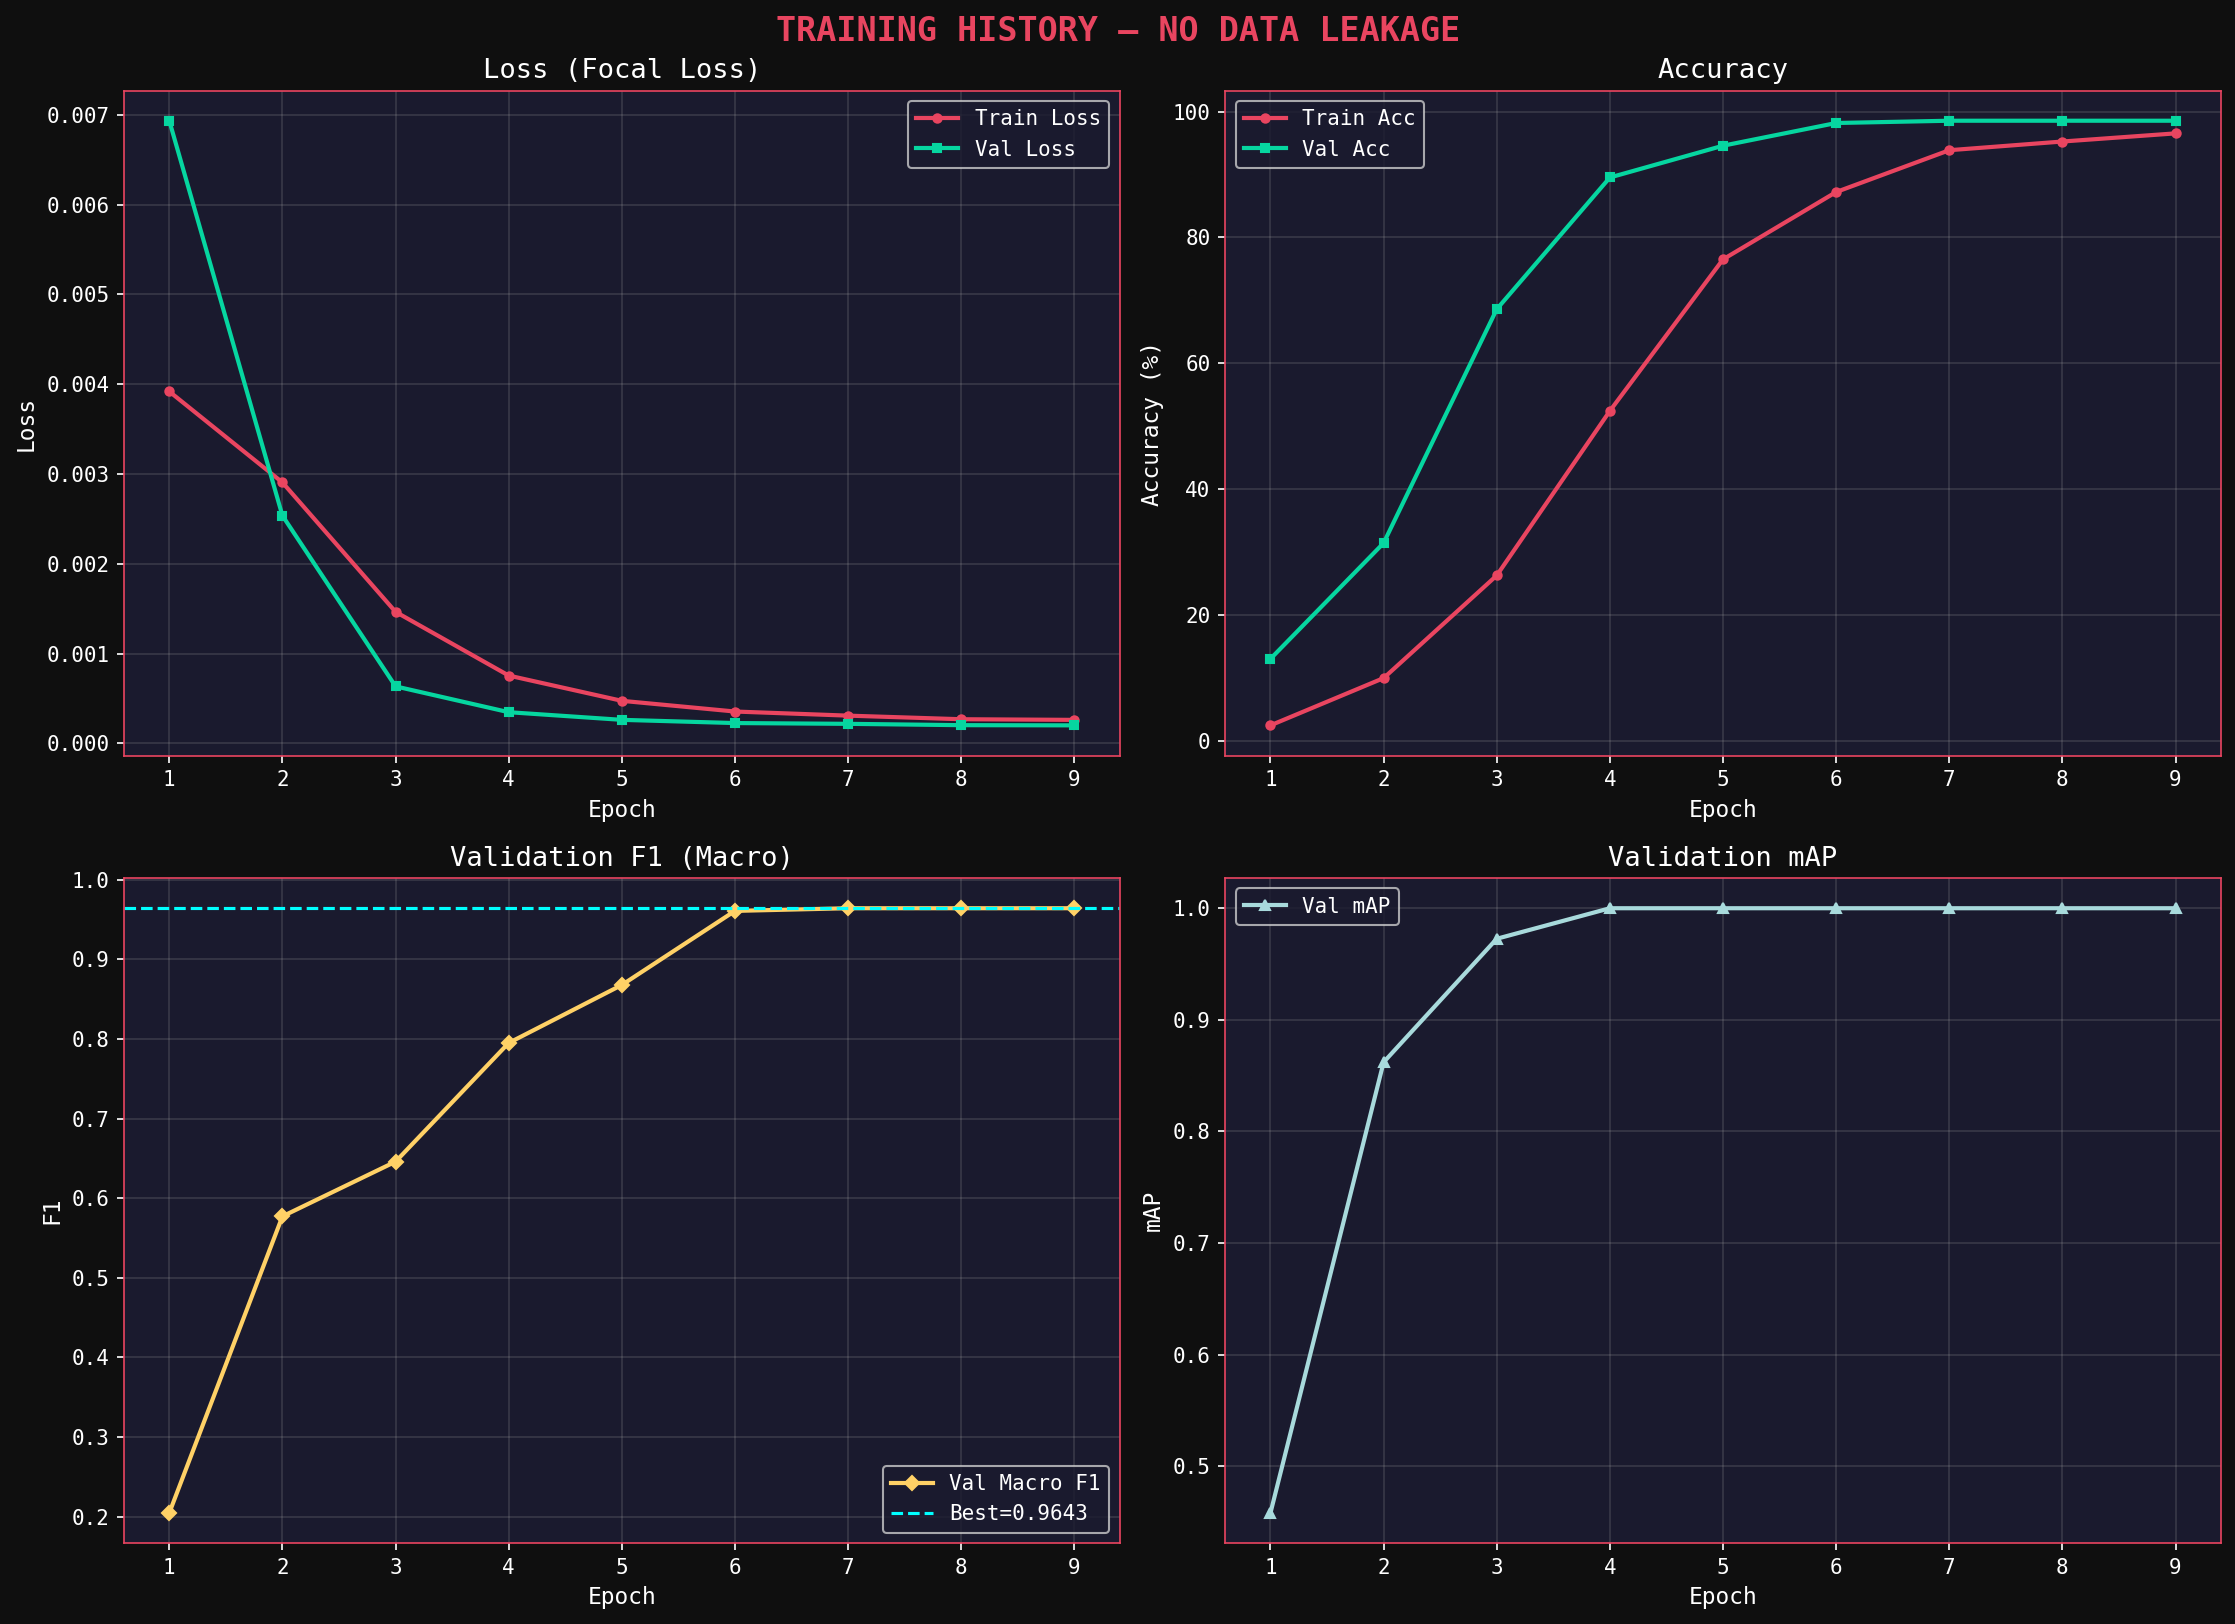 TRAINING HISTORY — NO DATA LEAKAGE
Loss (Focal Loss)
Train Loss
Val Loss
0.007
0.006
0.005
0.004
0.003
0.002
0.001
0.000
Loss
1 2 3 4 5 6 7 8 9
Epoch
Accuracy
Train Acc
Val Acc
100
80
60
40
20
0
Accuracy (%)
1 2 3 4 5 6 7 8 9
Epoch
Validation F1 (Macro)
1.0
0.9
0.8
0.7
0.6
0.5
0.4
0.3
0.2
F1
Val Macro F1
Best=0.9643
1 2 3 4 5 6 7 8 9
Epoch
Validation mAP
Val mAP
1.0
0.9
0.8
0.7
0.6
0.5
mAP
1 2 3 4 5 6 7 8 9
Epoch